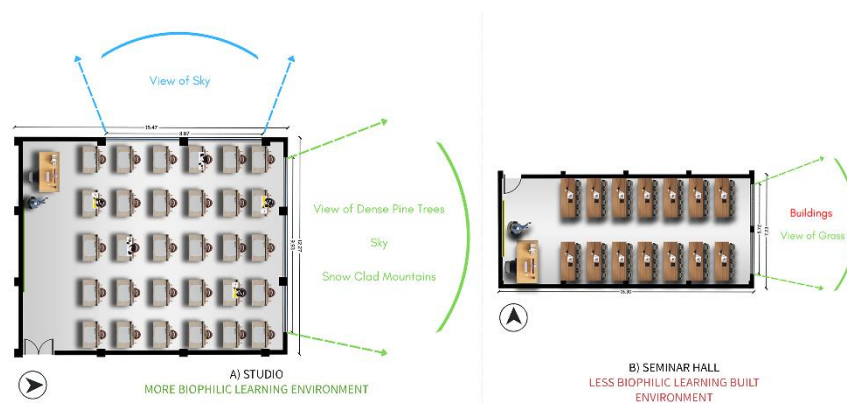 View of Sky
View of Dense Pine Trees
Sky
Snow Clad Mountains
Buildings
View of Grass
A) STUDIO
MORE BIOPHILIC LEARNING ENVIRONMENT
B) SEMINAR HALL
LESS BIOPHILIC LEARNING BUILT
ENVIRONMENT